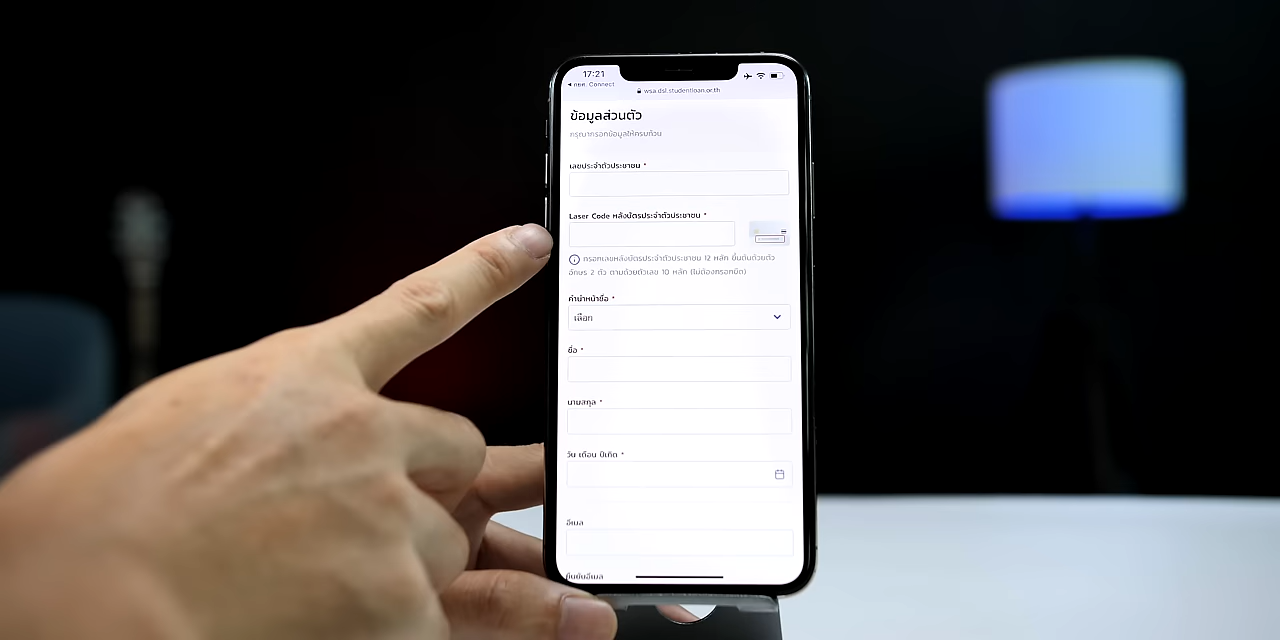 17:21
◀ กยศ. Connect
wsa.dsl.studentloan.or.th
ข้อมูลส่วนตัว
กรุณากรอกข้อมูลให้ครบถ้วน
เลขประจำตัวประชาชน *
Laser Code หลังบัตรประจำตัวประชาชน *
กรอกเลขหลังบัตรประจำตัวประชาชน 12 หลัก ขึ้นต้นด้วยตัว
อักษร 2 ตัว ตามด้วยตัวเลข 10 หลัก (ไม่ต้องกรอกขีด)
คำนำหน้าชื่อ *
เลือก
ชื่อ *
นามสกุล *
วัน เดือน ปีเกิด *
อีเมล
ยืนยันอีเมล